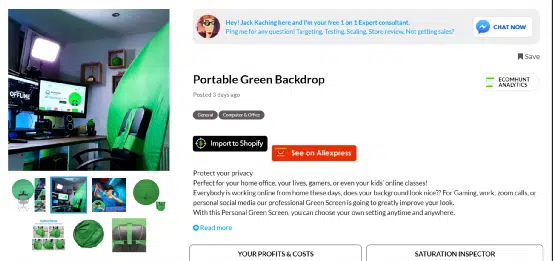 Hey! Jack Kaching here and I'm your free 1 on 1 Expert consultant.
Ping me for any question! Targeting, Testing, Scaling, Store review, Not getting sales?
CHAT NOW
Save
Portable Green Backdrop
ECOMHUNT
ANALYTICS
Posted 3 days ago
General
Computer & Office
Import to Shopify
See on Aliexpress
Protect your privacy
Perfect for your home office, your lives, gamers, or even your kids' online classes!
Everybody is working online from home these days, does your background look nice?? For Gaming, work, zoom calls, or
personal social media our professional Green Screen is going to greatly improve your look.
With this Personal Green Screen, you can choose your own setting anytime and anywhere.
Read more
YOUR PROFITS & COSTS
SATURATION INSPECTOR
OFFLINE